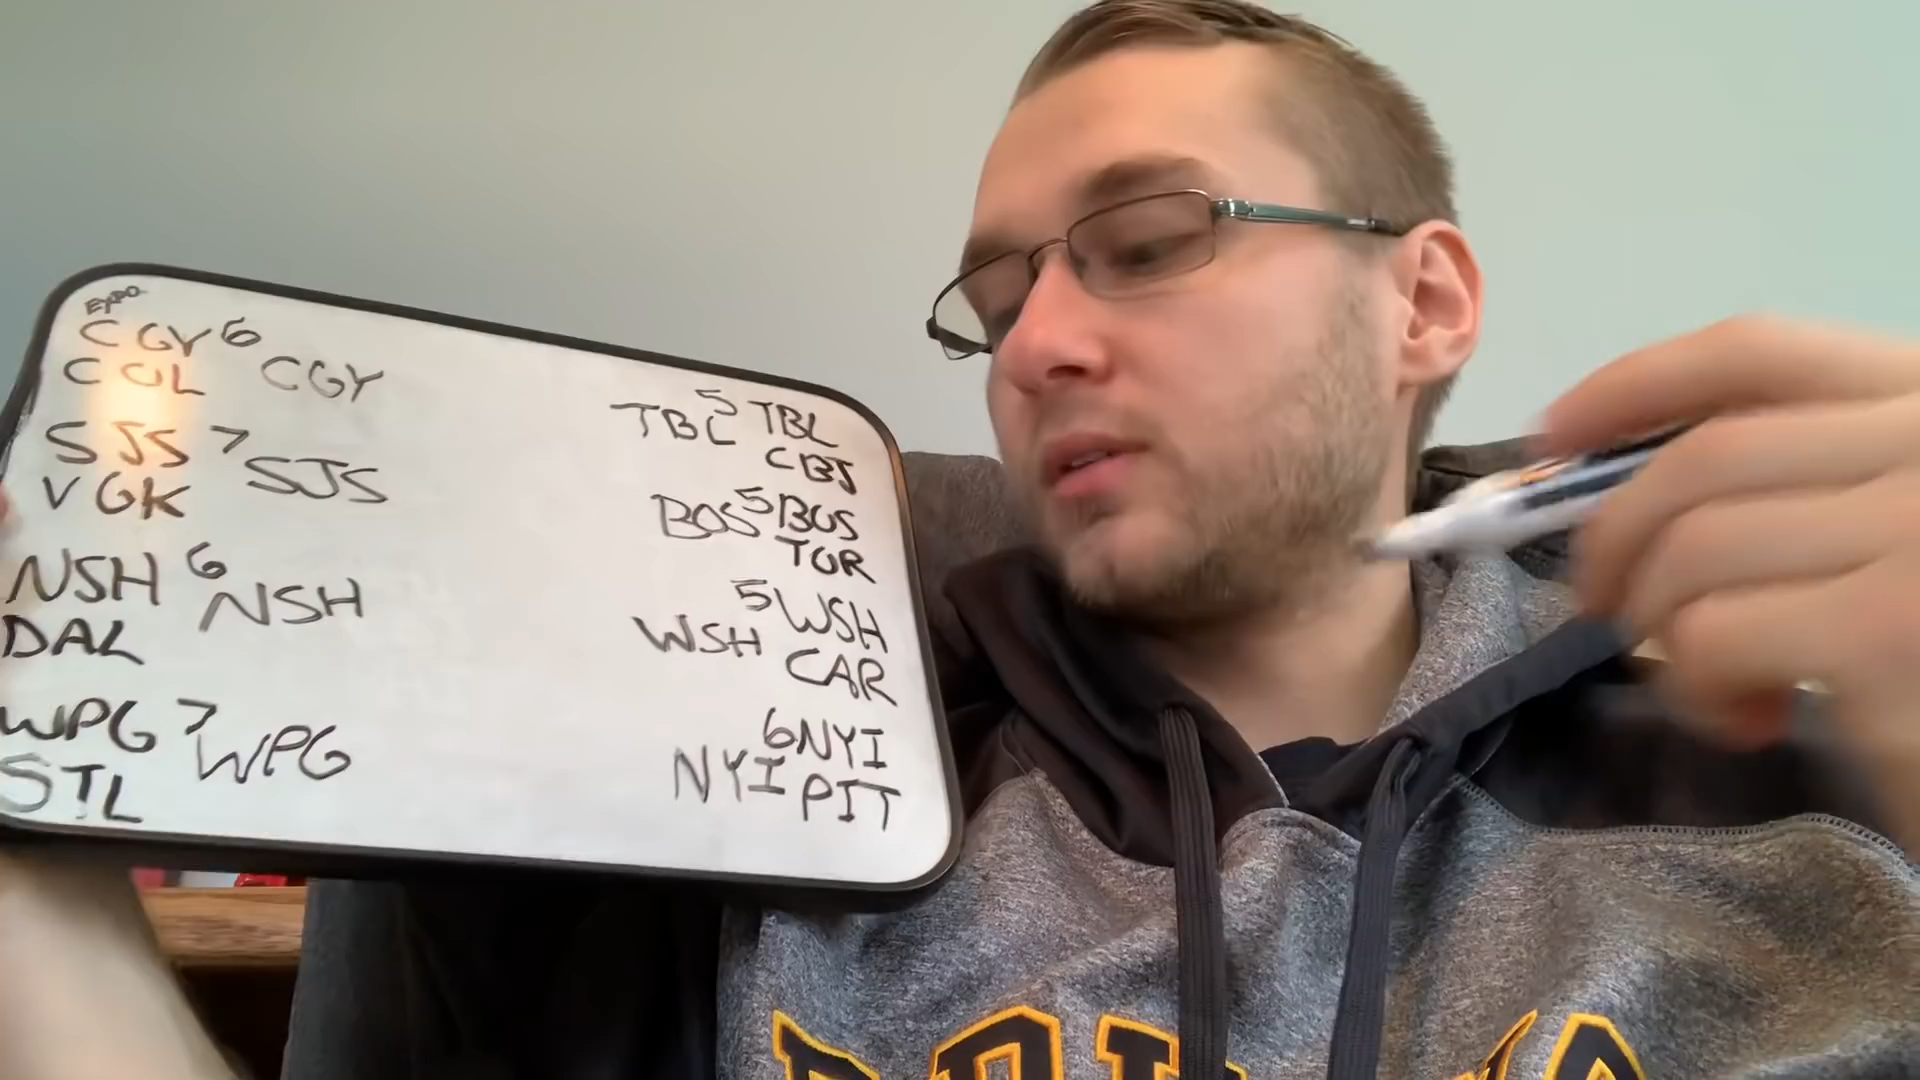 EXPO
CGY 6
COL CGY
SJS 7
VGK SJS
NSH 6
DAL NSH
WPG 7
STL WPG
5 TBL
TBL CBJ
BOS 5 BOS
TOR
5 WSH
WSH CAR
6 NYI
NYI PIT